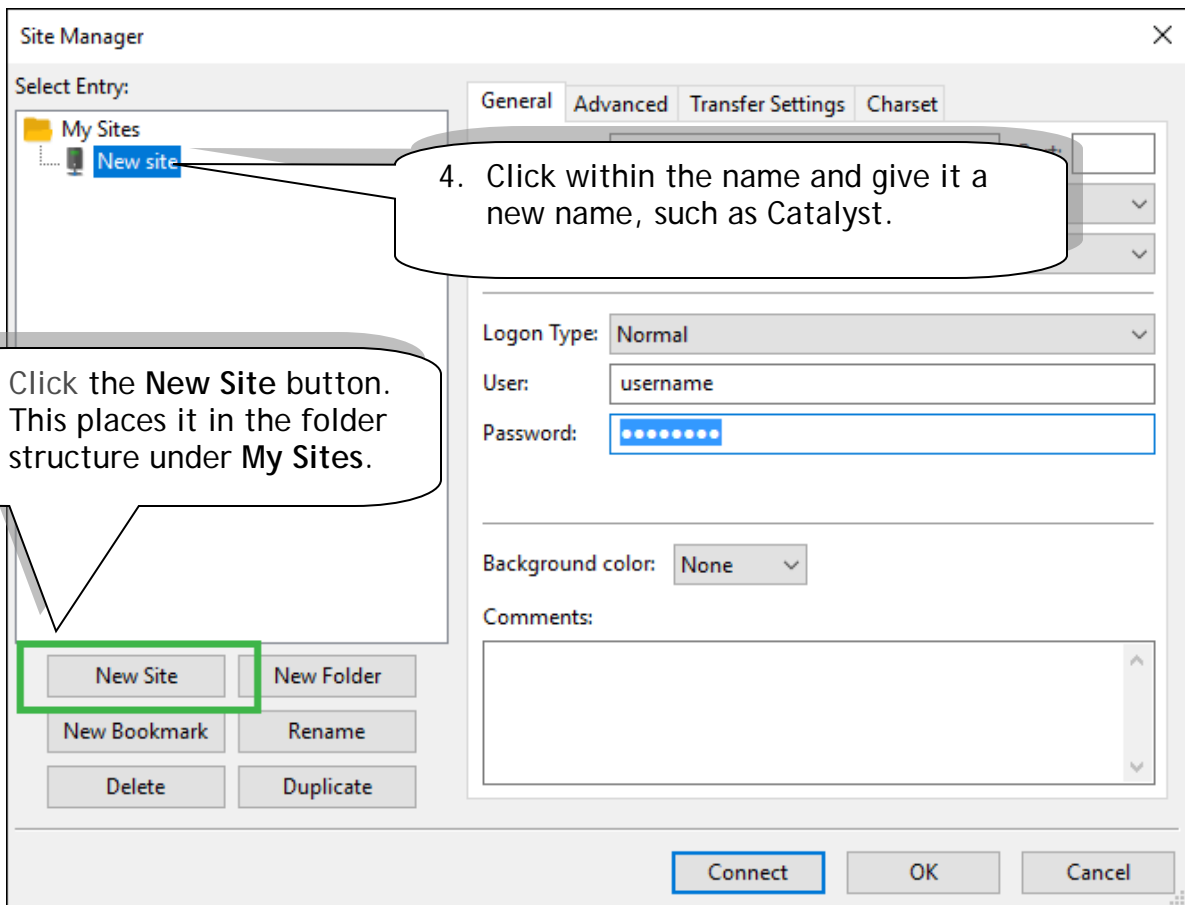 Site Manager
Select Entry:
My Sites
New site
General Advanced Transfer Settings Charset
4. Click within the name and give it a
new name, such as Catalyst.
Logon Type: Normal
User: username
Password: ●●●●●●●●
Click the New Site button.
This places it in the folder
structure under My Sites.
Background color: None
Comments:
New Site New Folder
New Bookmark Rename
Delete Duplicate
Connect OK Cancel